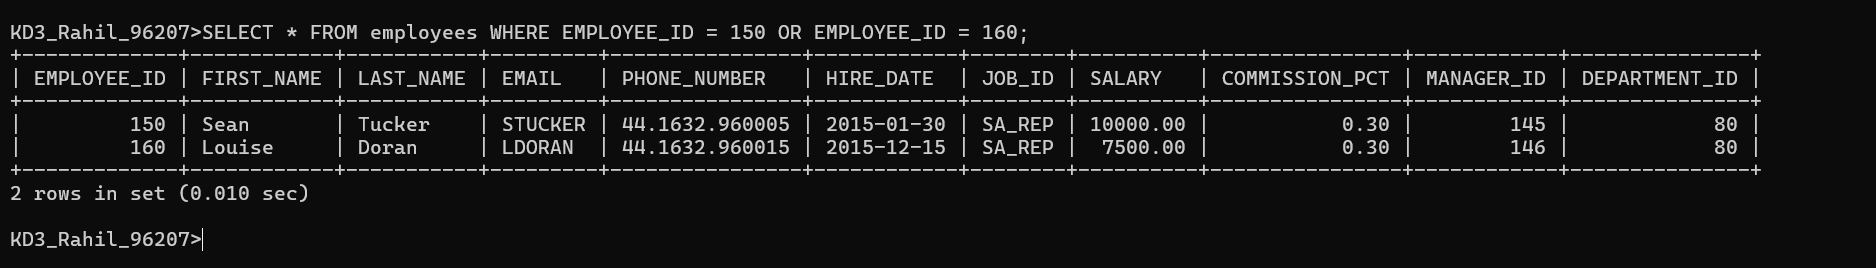 KD3_Rahil_96207>SELECT * FROM employees WHERE EMPLOYEE_ID = 150 OR EMPLOYEE_ID = 160;
+-------------+------------+-----------+---------+----------------+------------+--------+----------+----------------+------------+---------------+
| EMPLOYEE_ID | FIRST_NAME | LAST_NAME | EMAIL   | PHONE_NUMBER   | HIRE_DATE  | JOB_ID | SALARY   | COMMISSION_PCT | MANAGER_ID | DEPARTMENT_ID |
+-------------+------------+-----------+---------+----------------+------------+--------+----------+----------------+------------+---------------+
|         150 | Sean       | Tucker    | STUCKER | 44.1632.960005 | 2015-01-30 | SA_REP | 10000.00 |           0.30 |        145 |            80 |
|         160 | Louise     | Doran     | LDORAN  | 44.1632.960015 | 2015-12-15 | SA_REP |  7500.00 |           0.30 |        146 |            80 |
+-------------+------------+-----------+---------+----------------+------------+--------+----------+----------------+------------+---------------+
2 rows in set (0.010 sec)
KD3_Rahil_96207>